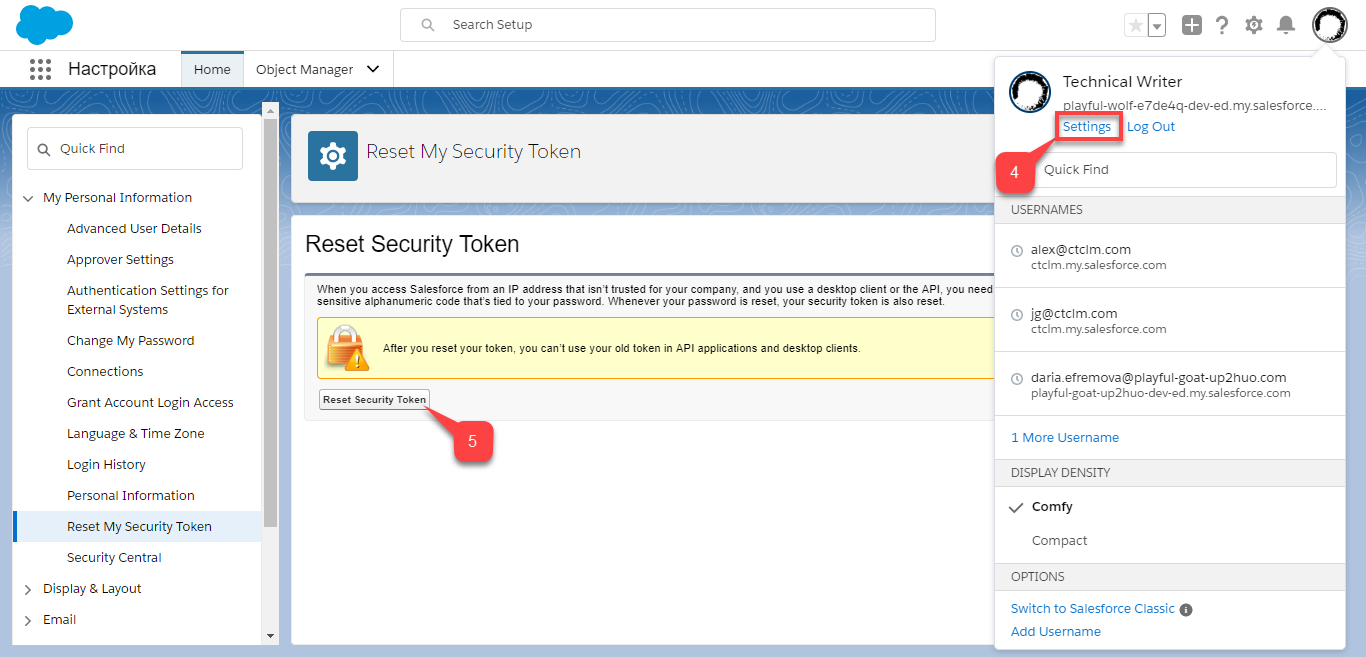 Search Setup
Настройка
Home
Object Manager
Quick Find
My Personal Information
Advanced User Details
Approver Settings
Authentication Settings for
External Systems
Change My Password
Connections
Grant Account Login Access
Language & Time Zone
Login History
Personal Information
Reset My Security Token
Security Central
Display & Layout
Email
Reset My Security Token
Reset Security Token
When you access Salesforce from an IP address that isn't trusted for your company, and you use a desktop client or the API, you need
sensitive alphanumeric code that's tied to your password. Whenever your password is reset, your security token is also reset.
After you reset your token, you can't use your old token in API applications and desktop clients.
Reset Security Token
5
Technical Writer
playful-wolf-e7de4q-dev-ed.my.salesforce....
Settings Log Out
4
Quick Find
USERNAMES
alex@ctclm.com
ctclm.my.salesforce.com
jg@ctclm.com
ctclm.my.salesforce.com
daria.efremova@playful-goat-up2huo.com
playful-goat-up2huo-dev-ed.my.salesforce.com
1 More Username
DISPLAY DENSITY
Comfy
Compact
OPTIONS
Switch to Salesforce Classic
Add Username